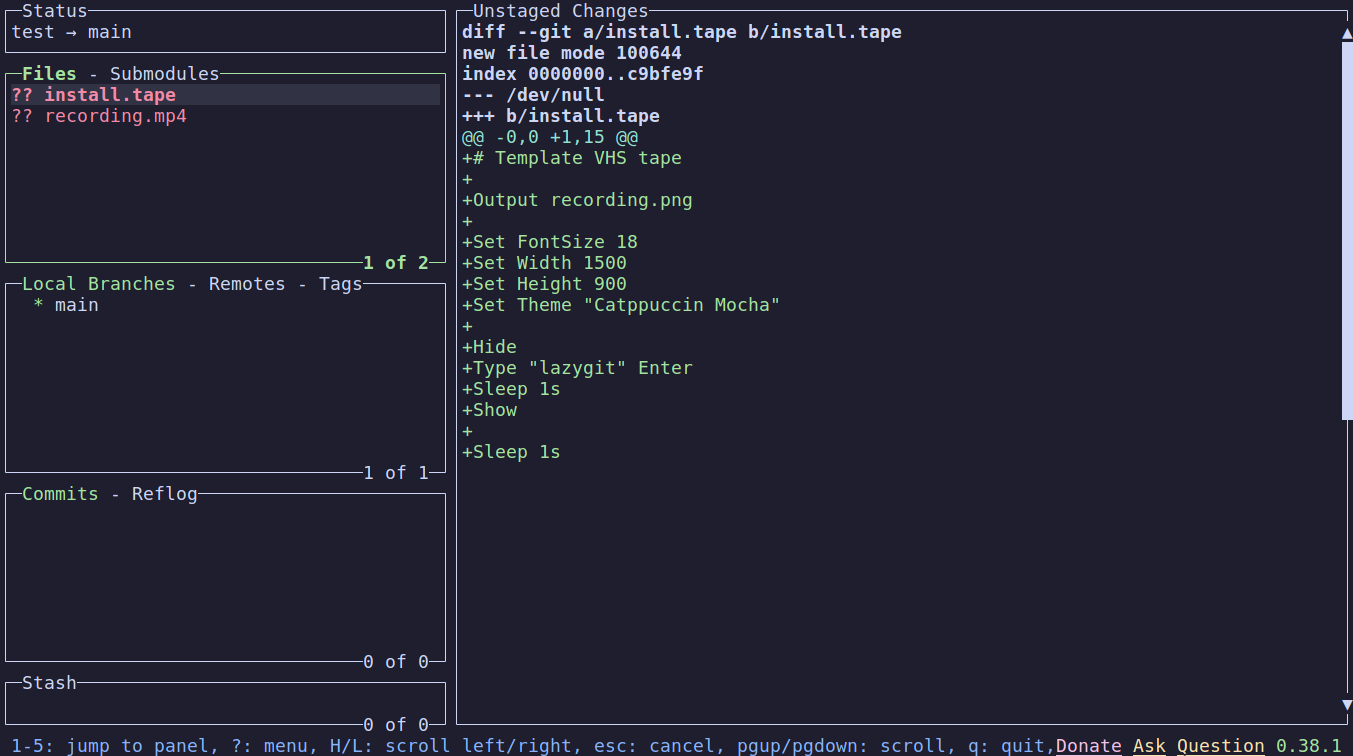 Status
test → main
Files - Submodules
?? install.tape
?? recording.mp4
1 of 2
Local Branches - Remotes - Tags
* main
1 of 1
Commits - Reflog
0 of 0
Stash
0 of 0
Unstaged Changes
diff --git a/install.tape b/install.tape
new file mode 100644
index 0000000..c9bfe9f
--- /dev/null
+++ b/install.tape
@@ -0,0 +1,15 @@
+# Template VHS tape
+
+Output recording.png
+
+Set FontSize 18
+Set Width 1500
+Set Height 900
+Set Theme "Catppuccin Mocha"
+
+Hide
+Type "lazygit" Enter
+Sleep 1s
+Show
+
+Sleep 1s
1-5: jump to panel, ?: menu, H/L: scroll left/right, esc: cancel, pgup/pgdown: scroll, q: quit,Donate Ask Question 0.38.1